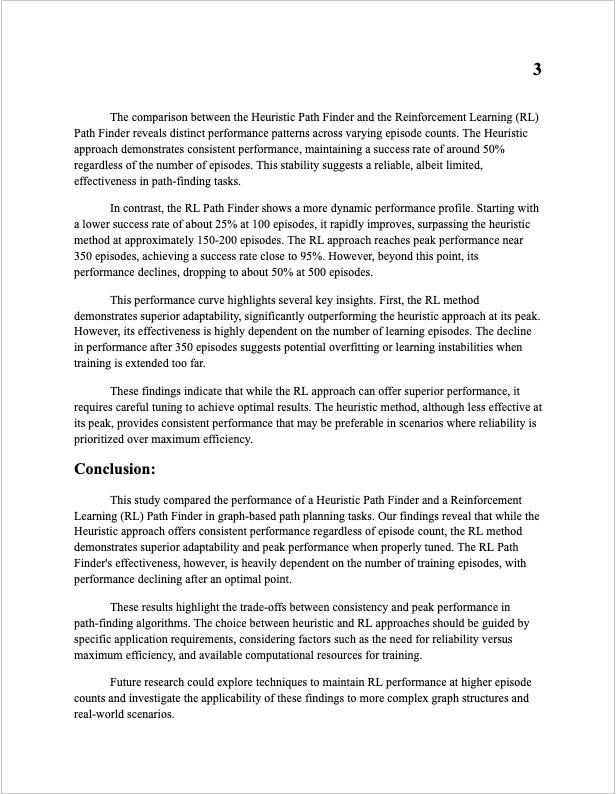 3
The comparison between the Heuristic Path Finder and the Reinforcement Learning (RL)
Path Finder reveals distinct performance patterns across varying episode counts. The Heuristic
approach demonstrates consistent performance, maintaining a success rate of around 50%
regardless of the number of episodes. This stability suggests a reliable, albeit limited,
effectiveness in path-finding tasks.
In contrast, the RL Path Finder shows a more dynamic performance profile. Starting with
a lower success rate of about 25% at 100 episodes, it rapidly improves, surpassing the heuristic
method at approximately 150-200 episodes. The RL approach reaches peak performance near
350 episodes, achieving a success rate close to 95%. However, beyond this point, its
performance declines, dropping to about 50% at 500 episodes.
This performance curve highlights several key insights. First, the RL method
demonstrates superior adaptability, significantly outperforming the heuristic approach at its peak.
However, its effectiveness is highly dependent on the number of learning episodes. The decline
in performance after 350 episodes suggests potential overfitting or learning instabilities when
training is extended too far.
These findings indicate that while the RL approach can offer superior performance, it
requires careful tuning to achieve optimal results. The heuristic method, although less effective at
its peak, provides consistent performance that may be preferable in scenarios where reliability is
prioritized over maximum efficiency.
Conclusion:
This study compared the performance of a Heuristic Path Finder and a Reinforcement
Learning (RL) Path Finder in graph-based path planning tasks. Our findings reveal that while the
Heuristic approach offers consistent performance regardless of episode count, the RL method
demonstrates superior adaptability and peak performance when properly tuned. The RL Path
Finder's effectiveness, however, is heavily dependent on the number of training episodes, with
performance declining after an optimal point.
These results highlight the trade-offs between consistency and peak performance in
path-finding algorithms. The choice between heuristic and RL approaches should be guided by
specific application requirements, considering factors such as the need for reliability versus
maximum efficiency, and available computational resources for training.
Future research could explore techniques to maintain RL performance at higher episode
counts and investigate the applicability of these findings to more complex graph structures and
real-world scenarios.